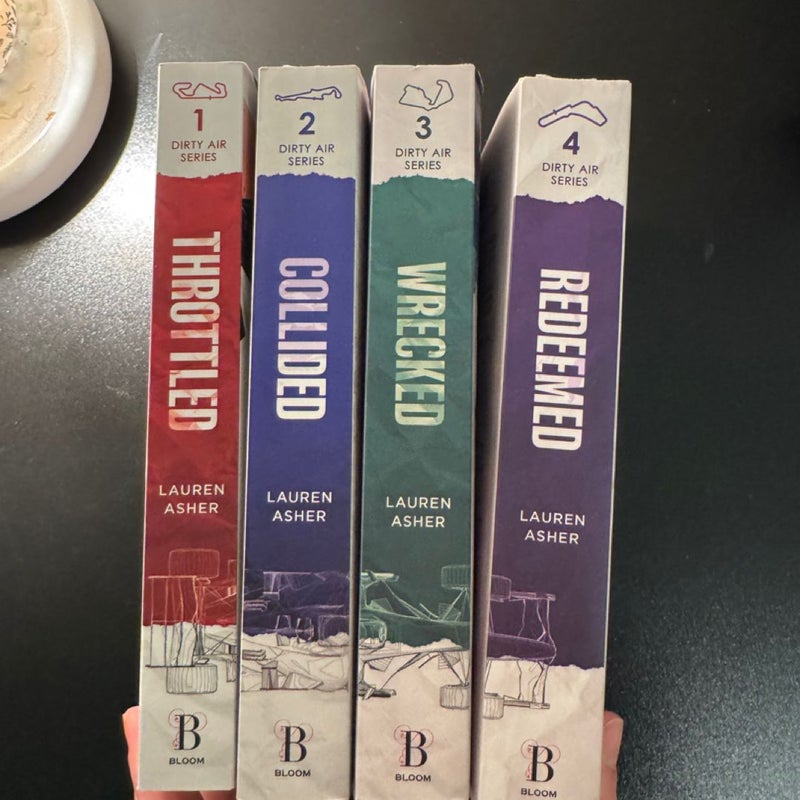 1
DIRTY AIR
SERIES
THROTTLED
LAUREN
ASHER
B
BLOOM
2
DIRTY AIR
SERIES
COLLIDED
LAUREN
ASHER
B
BLOOM
3
DIRTY AIR
SERIES
WRECKED
LAUREN
ASHER
B
BLOOM
4
DIRTY AIR
SERIES
REDEEMED
LAUREN
ASHER
B
BLOOM